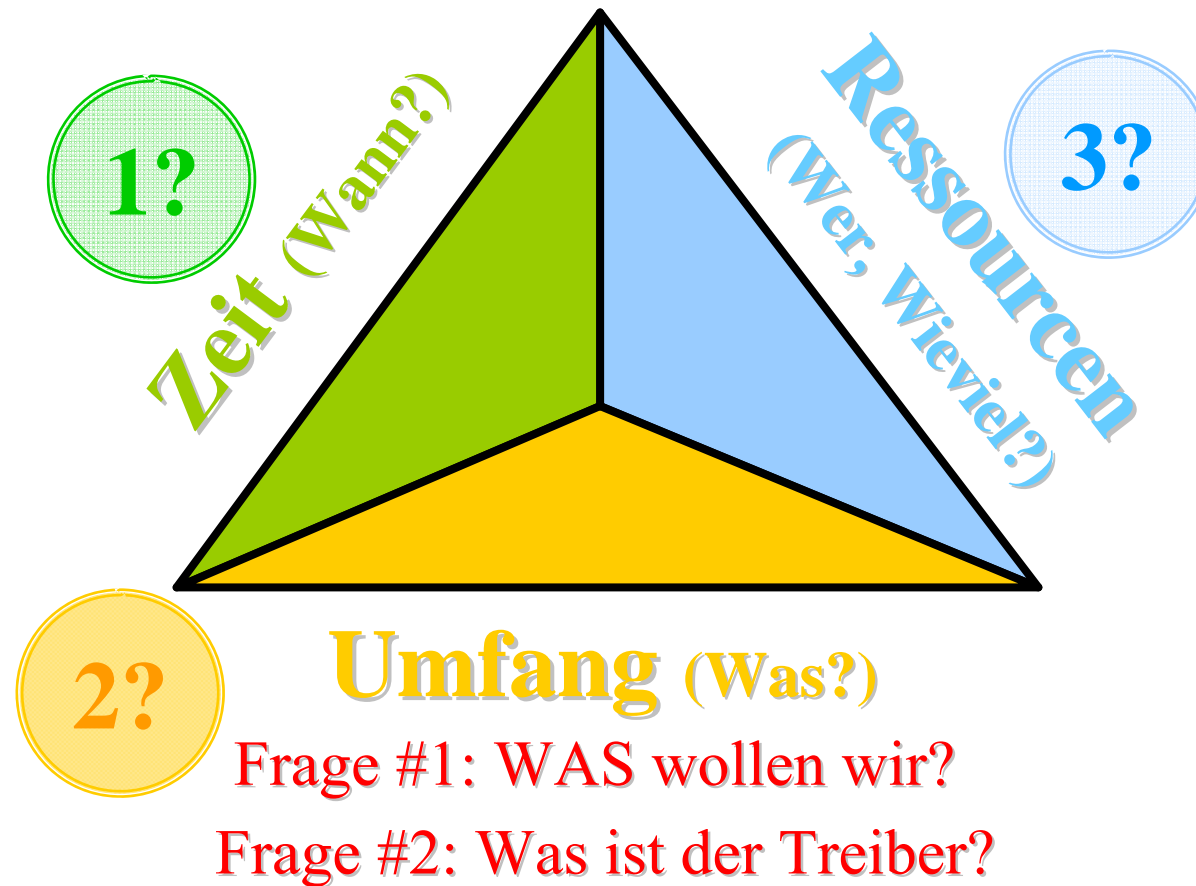 1?
Zeit (Wann?)
Ressourcen
(Wer, Wieviel?)
3?
2?
Umfang (Was?)
Frage #1: WAS wollen wir?
Frage #2: Was ist der Treiber?